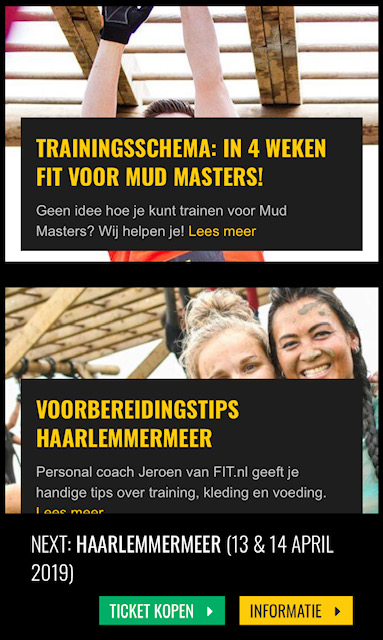 TRAININGSSCHEMA: IN 4 WEKEN
FIT VOOR MUD MASTERS!
Geen idee hoe je kunt trainen voor Mud
Masters? Wij helpen je! Lees meer
VOORBEREIDINGSTIPS
HAARLEMMERMEER
Personal coach Jeroen van FIT.nl geeft je
handige tips over training, kleding en voeding.
Lees meer
NEXT: HAARLEMMERMEER (13 & 14 APRIL
2019)
TICKET KOPEN
INFORMATIE